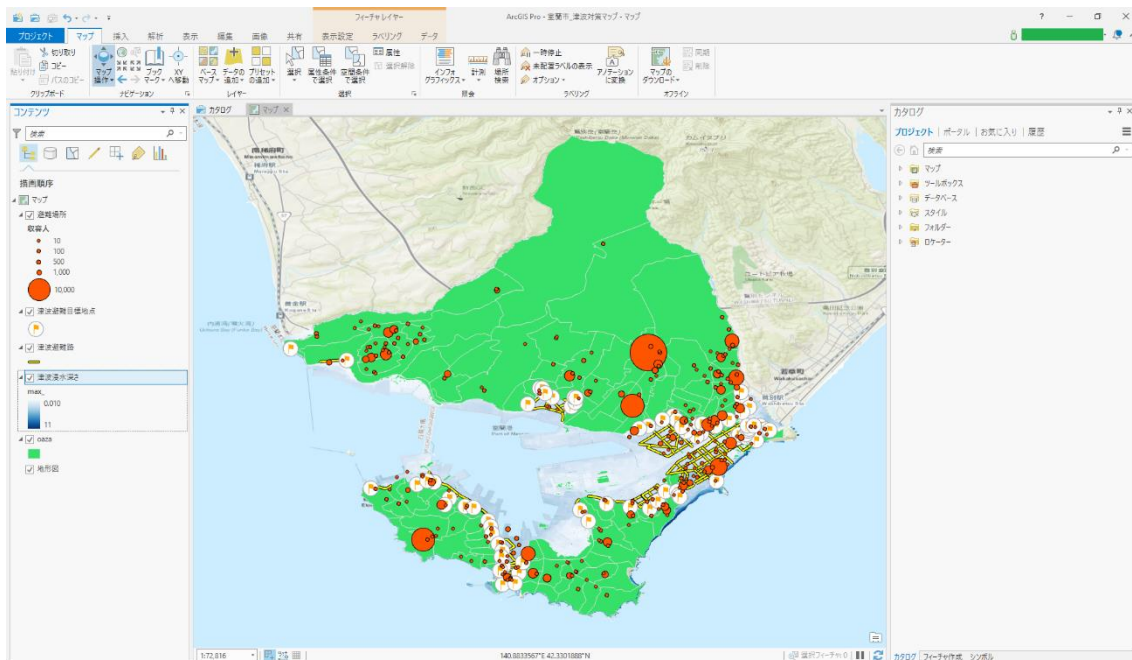 フィーチャ レイヤー
ArcGIS Pro - 室蘭市_津波対策マップ - マップ
プロジェクト マップ 挿入 解析 表示 編集 画像 共有 表示設定 ラベリング データ
切り取り
コピー
パスのコピー
貼り付け
クリップボード
マップ操作
ブックマーク
XYへ移動
ナビゲーション
ベースマップ
データの追加
プリセットの追加
レイヤー
選択
属性条件で選択
空間条件で選択
属性
選択解除
選択
インフォグラフィックス
計測
場所検索
照会
一時停止
未配置ラベルの表示
オプション
アノテーションに変換
ラベリング
マップのダウンロード
同期
削除
オフライン
コンテンツ
検索
描画順序
マップ
避難場所
収容人
10
100
500
1,000
10,000
津波避難目標地点
津波避難路
津波浸水深さ
max_
0.010
11
oaza
地形図
カタログ マップ
1:72,816
140.8833567°E 42.3301888°N
選択フィーチャ: 0
カタログ
プロジェクト ポータル お気に入り 履歴
検索
マップ
ツールボックス
データベース
スタイル
フォルダー
ロケーター
カタログ フィーチャ作成 シンボル